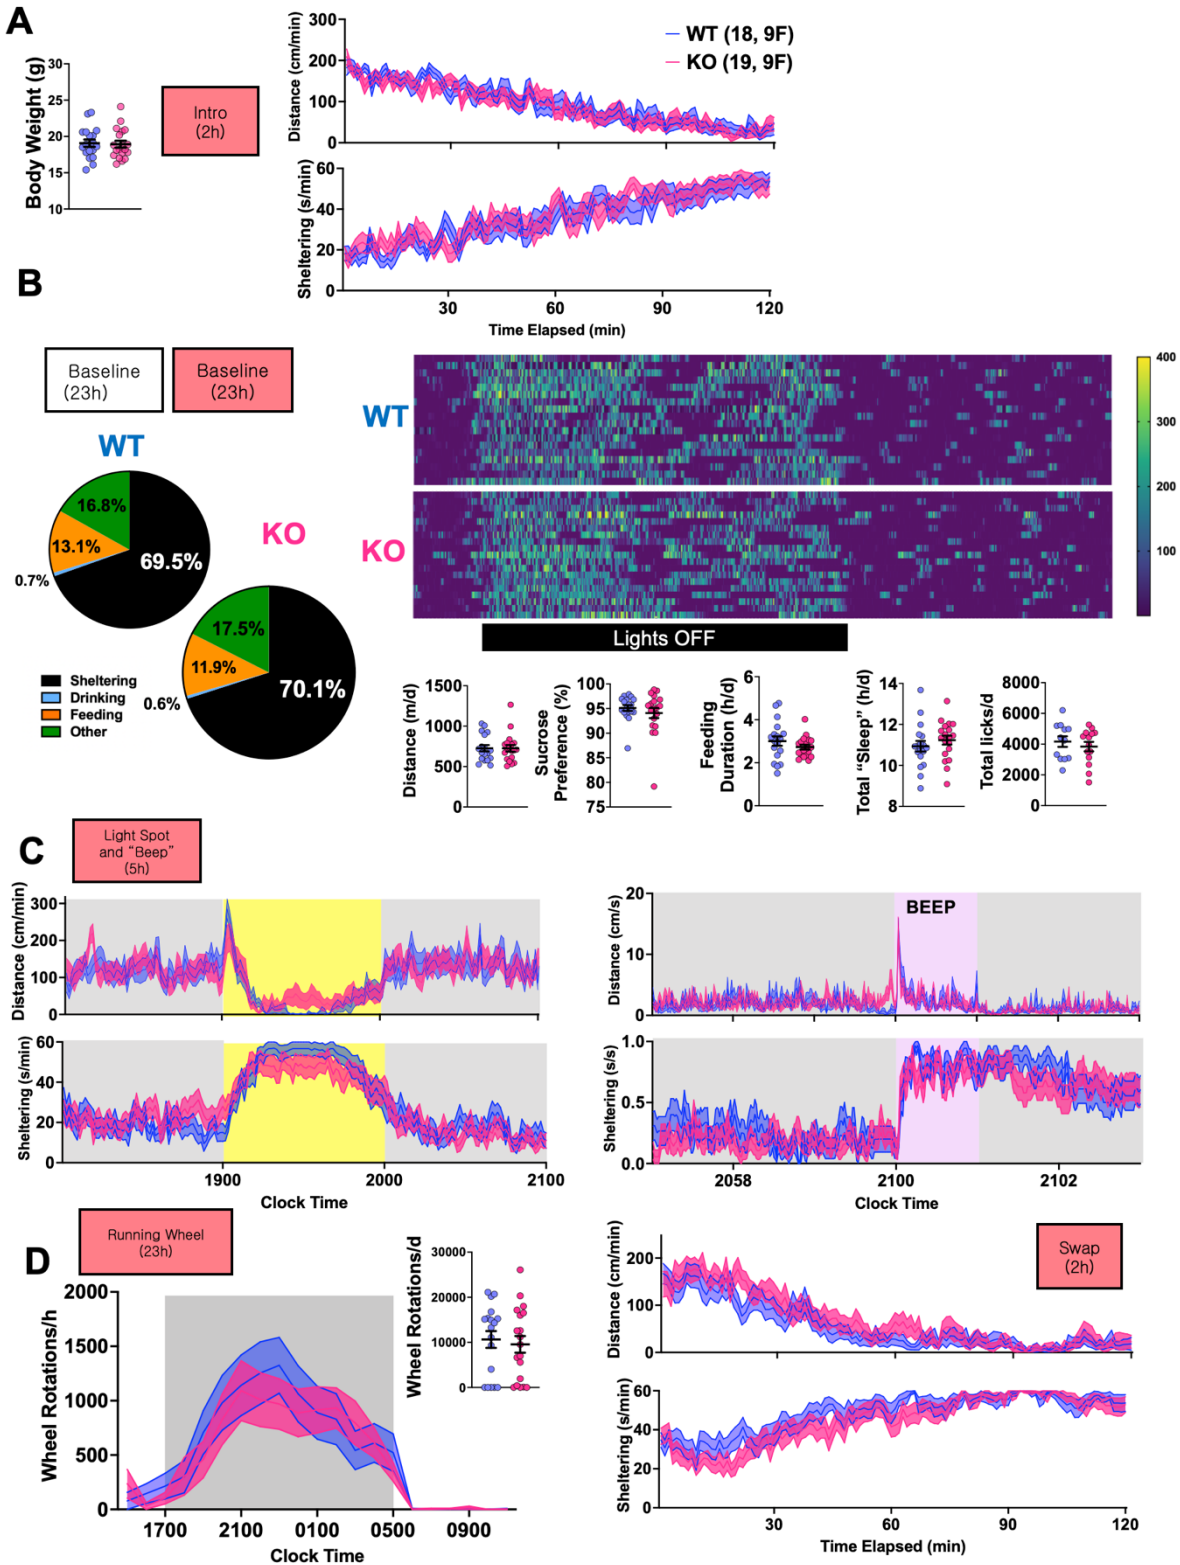 A
Body Weight (g)
30
25
20
15
10
Intro
(2h)
Distance (cm/min)
300
200
100
0
WT (18, 9F)
KO (19, 9F)
Sheltering (s/min)
60
40
20
0
30
60
90
120
Time Elapsed (min)
B
Baseline
(23h)
Baseline
(23h)
WT
16.8%
13.1%
0.7%
69.5%
KO
17.5%
11.9%
0.6%
70.1%
Sheltering
Drinking
Feeding
Other
WT
KO
400
300
200
100
Lights OFF
Distance (m/d)
1500
1000
500
0
Sucrose
Preference (%)
100
95
90
85
80
75
Feeding
Duration (h/d)
6
4
2
0
Total “Sleep” (h/d)
14
12
10
8
Total licks/d
8000
6000
4000
2000
0
C
Light Spot
and “Beep”
(5h)
Distance (cm/min)
300
200
100
0
Sheltering (s/min)
60
40
20
0
1900
2000
2100
Clock Time
Distance (cm/s)
20
10
0
BEEP
Sheltering (s/s)
1.0
0.5
0.0
2058
2100
2102
Clock Time
D
Running Wheel
(23h)
Wheel Rotations/h
2000
1500
1000
500
0
1700
2100
0100
0500
0900
Clock Time
Wheel Rotations/d
30000
20000
10000
0
Swap
(2h)
Distance (cm/min)
200
100
0
Sheltering (s/min)
60
40
20
0
30
60
90
120
Time Elapsed (min)